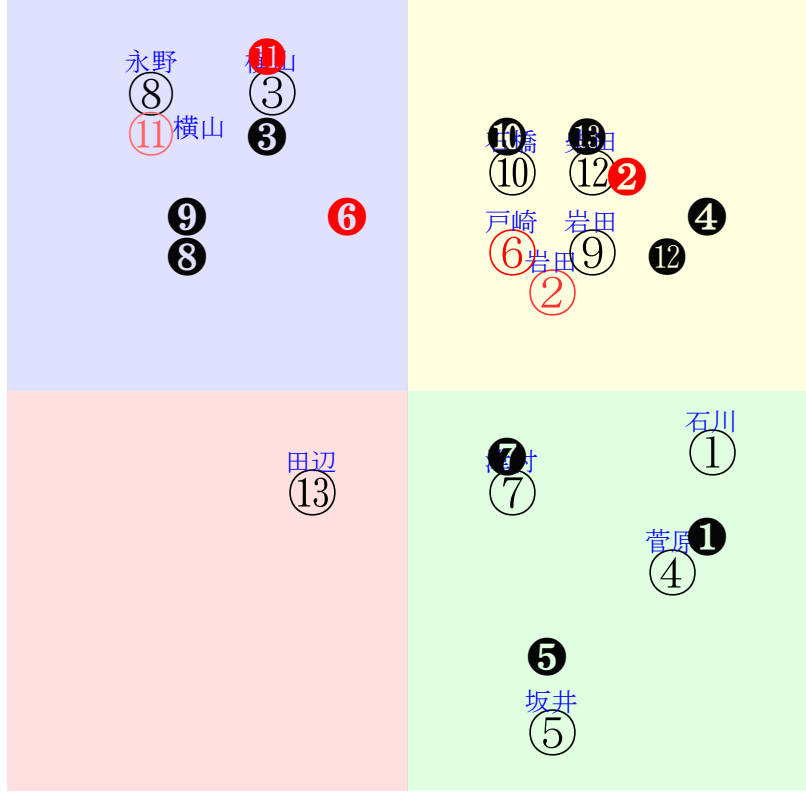 永野
⓫
⑧
③
⑪
横山
❸
❾
❻
❽
❿
⓭
⑩
⑫
❷
❹
戸崎
岩田
⑥
⑨
⓬
岩田
②
石川
①
田辺
❼
⑬
⑦
菅原
❶
④
❺
坂井
⑤